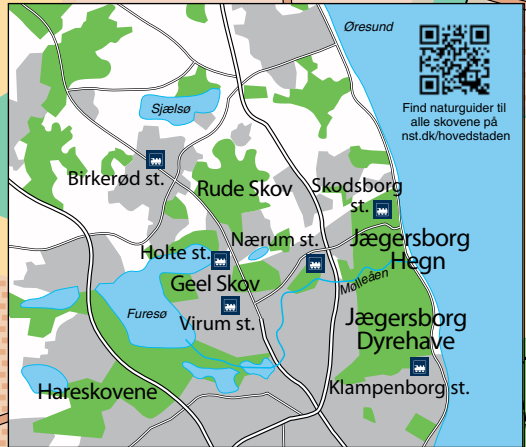 Øresund
Find naturguider til
alle skovene på
nst.dk/hovedstaden
Sjælsø
Birkerød st.
Rude Skov
Skodsborg
st.
Holte st.
Nærum st.
Jægersborg
Hegn
Geel Skov
Mølleåen
Furesø
Virum st.
Jægersborg
Dyrehave
Hareskovene
Klampenborg st.